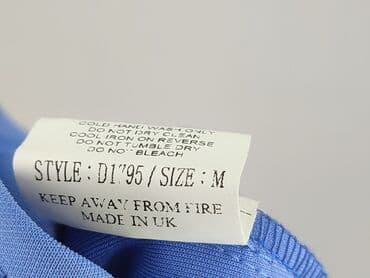 COLD HAND WASH ONLY
DO NOT DRY CLEAN
COOL IRON ON REVERSE
DO NOT TUMBLE DRY
DO NOT BLEACH
STYLE : D1795 / SIZE : M
KEEP AWAY FROM FIRE
MADE IN UK